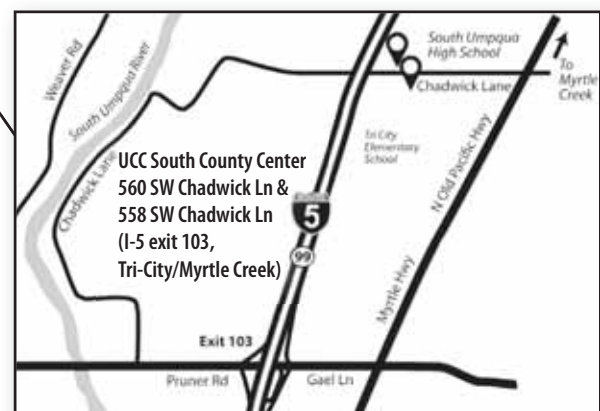 Weaver Rd
South Umpqua River
South Umpqua
High School
To
Myrtle
Creek
Chadwick Lane
Chadwick Lane
Tri City
Elementary
School
N Old Pacific Hwy
UCC South County Center
560 SW Chadwick Ln &
558 SW Chadwick Ln
(I-5 exit 103,
Tri-City/Myrtle Creek)
5
99
Myrtle Hwy
Exit 103
Pruner Rd
Gael Ln